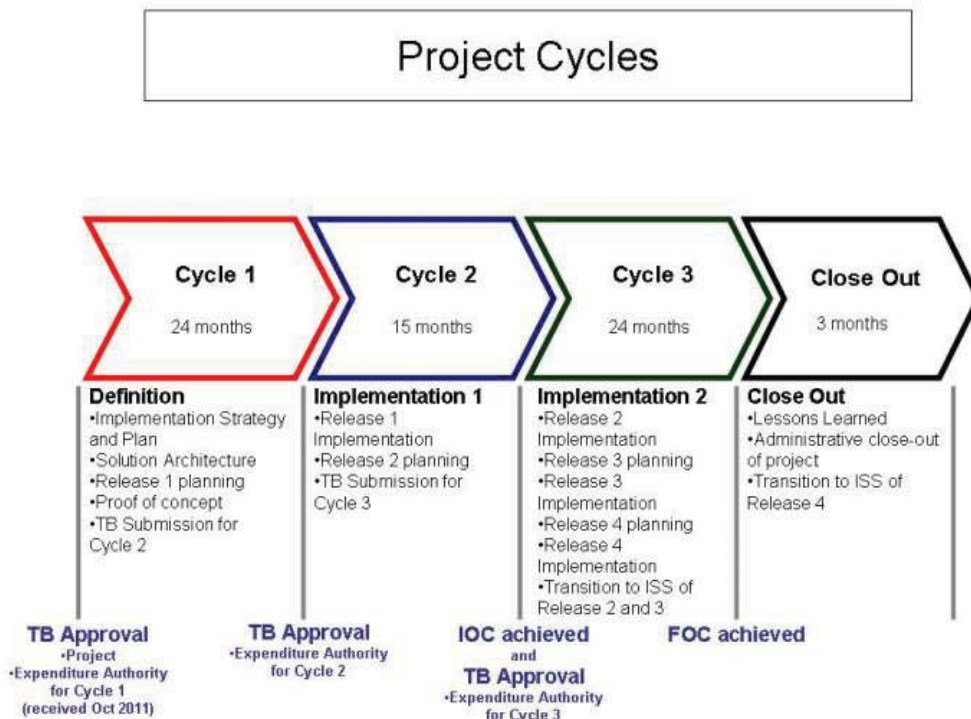 Project Cycles
Cycle 1
24 months
Cycle 2
15 months
Cycle 3
24 months
Close Out
3 months
Definition
•Implementation Strategy
and Plan
•Solution Architecture
•Release 1 planning
•Proof of concept
•TB Submission for
Cycle 2
Implementation 1
•Release 1
Implementation
•Release 2 planning
•TB Submission for
Cycle 3
Implementation 2
•Release 2
Implementation
•Release 3 planning
•Release 3
Implementation
•Release 4 planning
•Release 4
Implementation
•Transition to ISS of
Release 2 and 3
Close Out
•Lessons Learned
•Administrative close-out
of project
•Transition to ISS of
Release 4
TB Approval
•Project
•Expenditure Authority
for Cycle 1
(received Oct 2011)
TB Approval
•Expenditure Authority
for Cycle 2
IOC achieved
and
TB Approval
•Expenditure Authority
for Cycle 3
FOC achieved